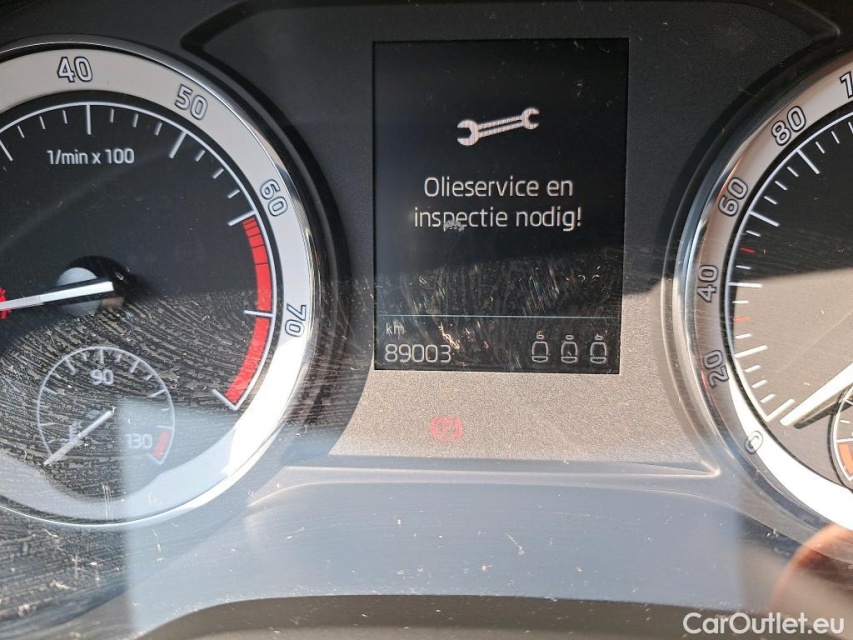 40
50
60
70
1/min x 100
90
130
Olieservice en
inspectie nodig!
km
89003
80
60
40
20
0
CarOutlet.eu